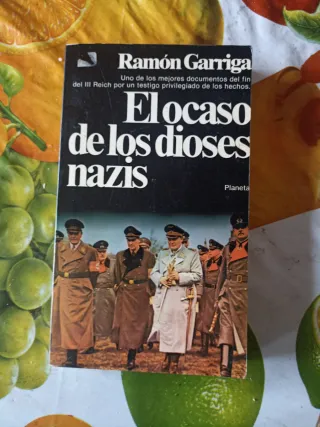 Ramón Garriga
Uno de los mejores documentos del fin
del III Reich por un testigo privilegiado de los hechos.
El ocaso
de los dioses
nazis
Planeta